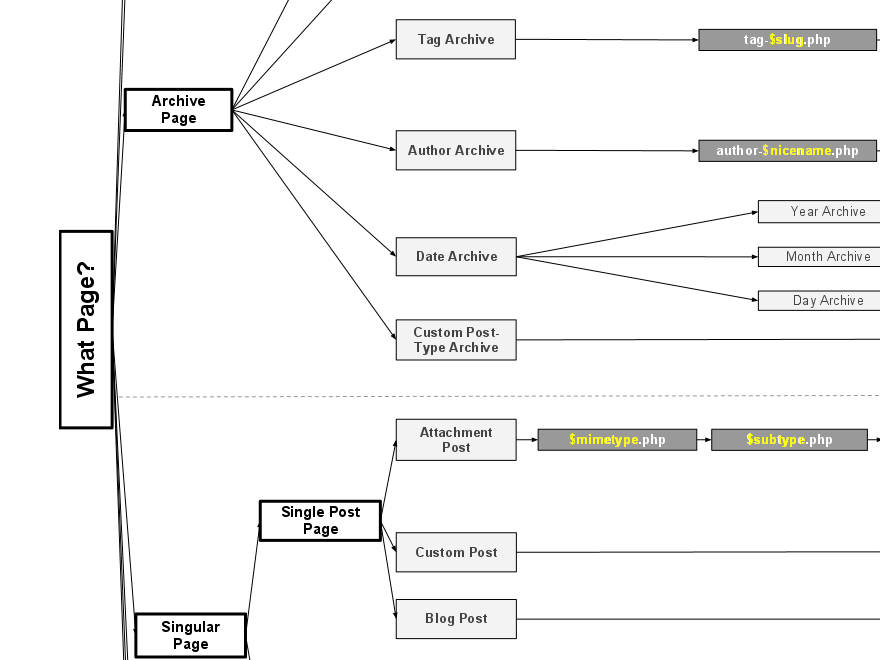 Tag Archive
tag-$slug.php
Archive
Page
Author Archive
author-$nicename.php
Year Archive
Date Archive
Month Archive
Day Archive
Custom Post-
Type Archive
What Page?
Attachment
Post
$mimetype.php
$subtype.php
Single Post
Page
Custom Post
Blog Post
Singular
Page